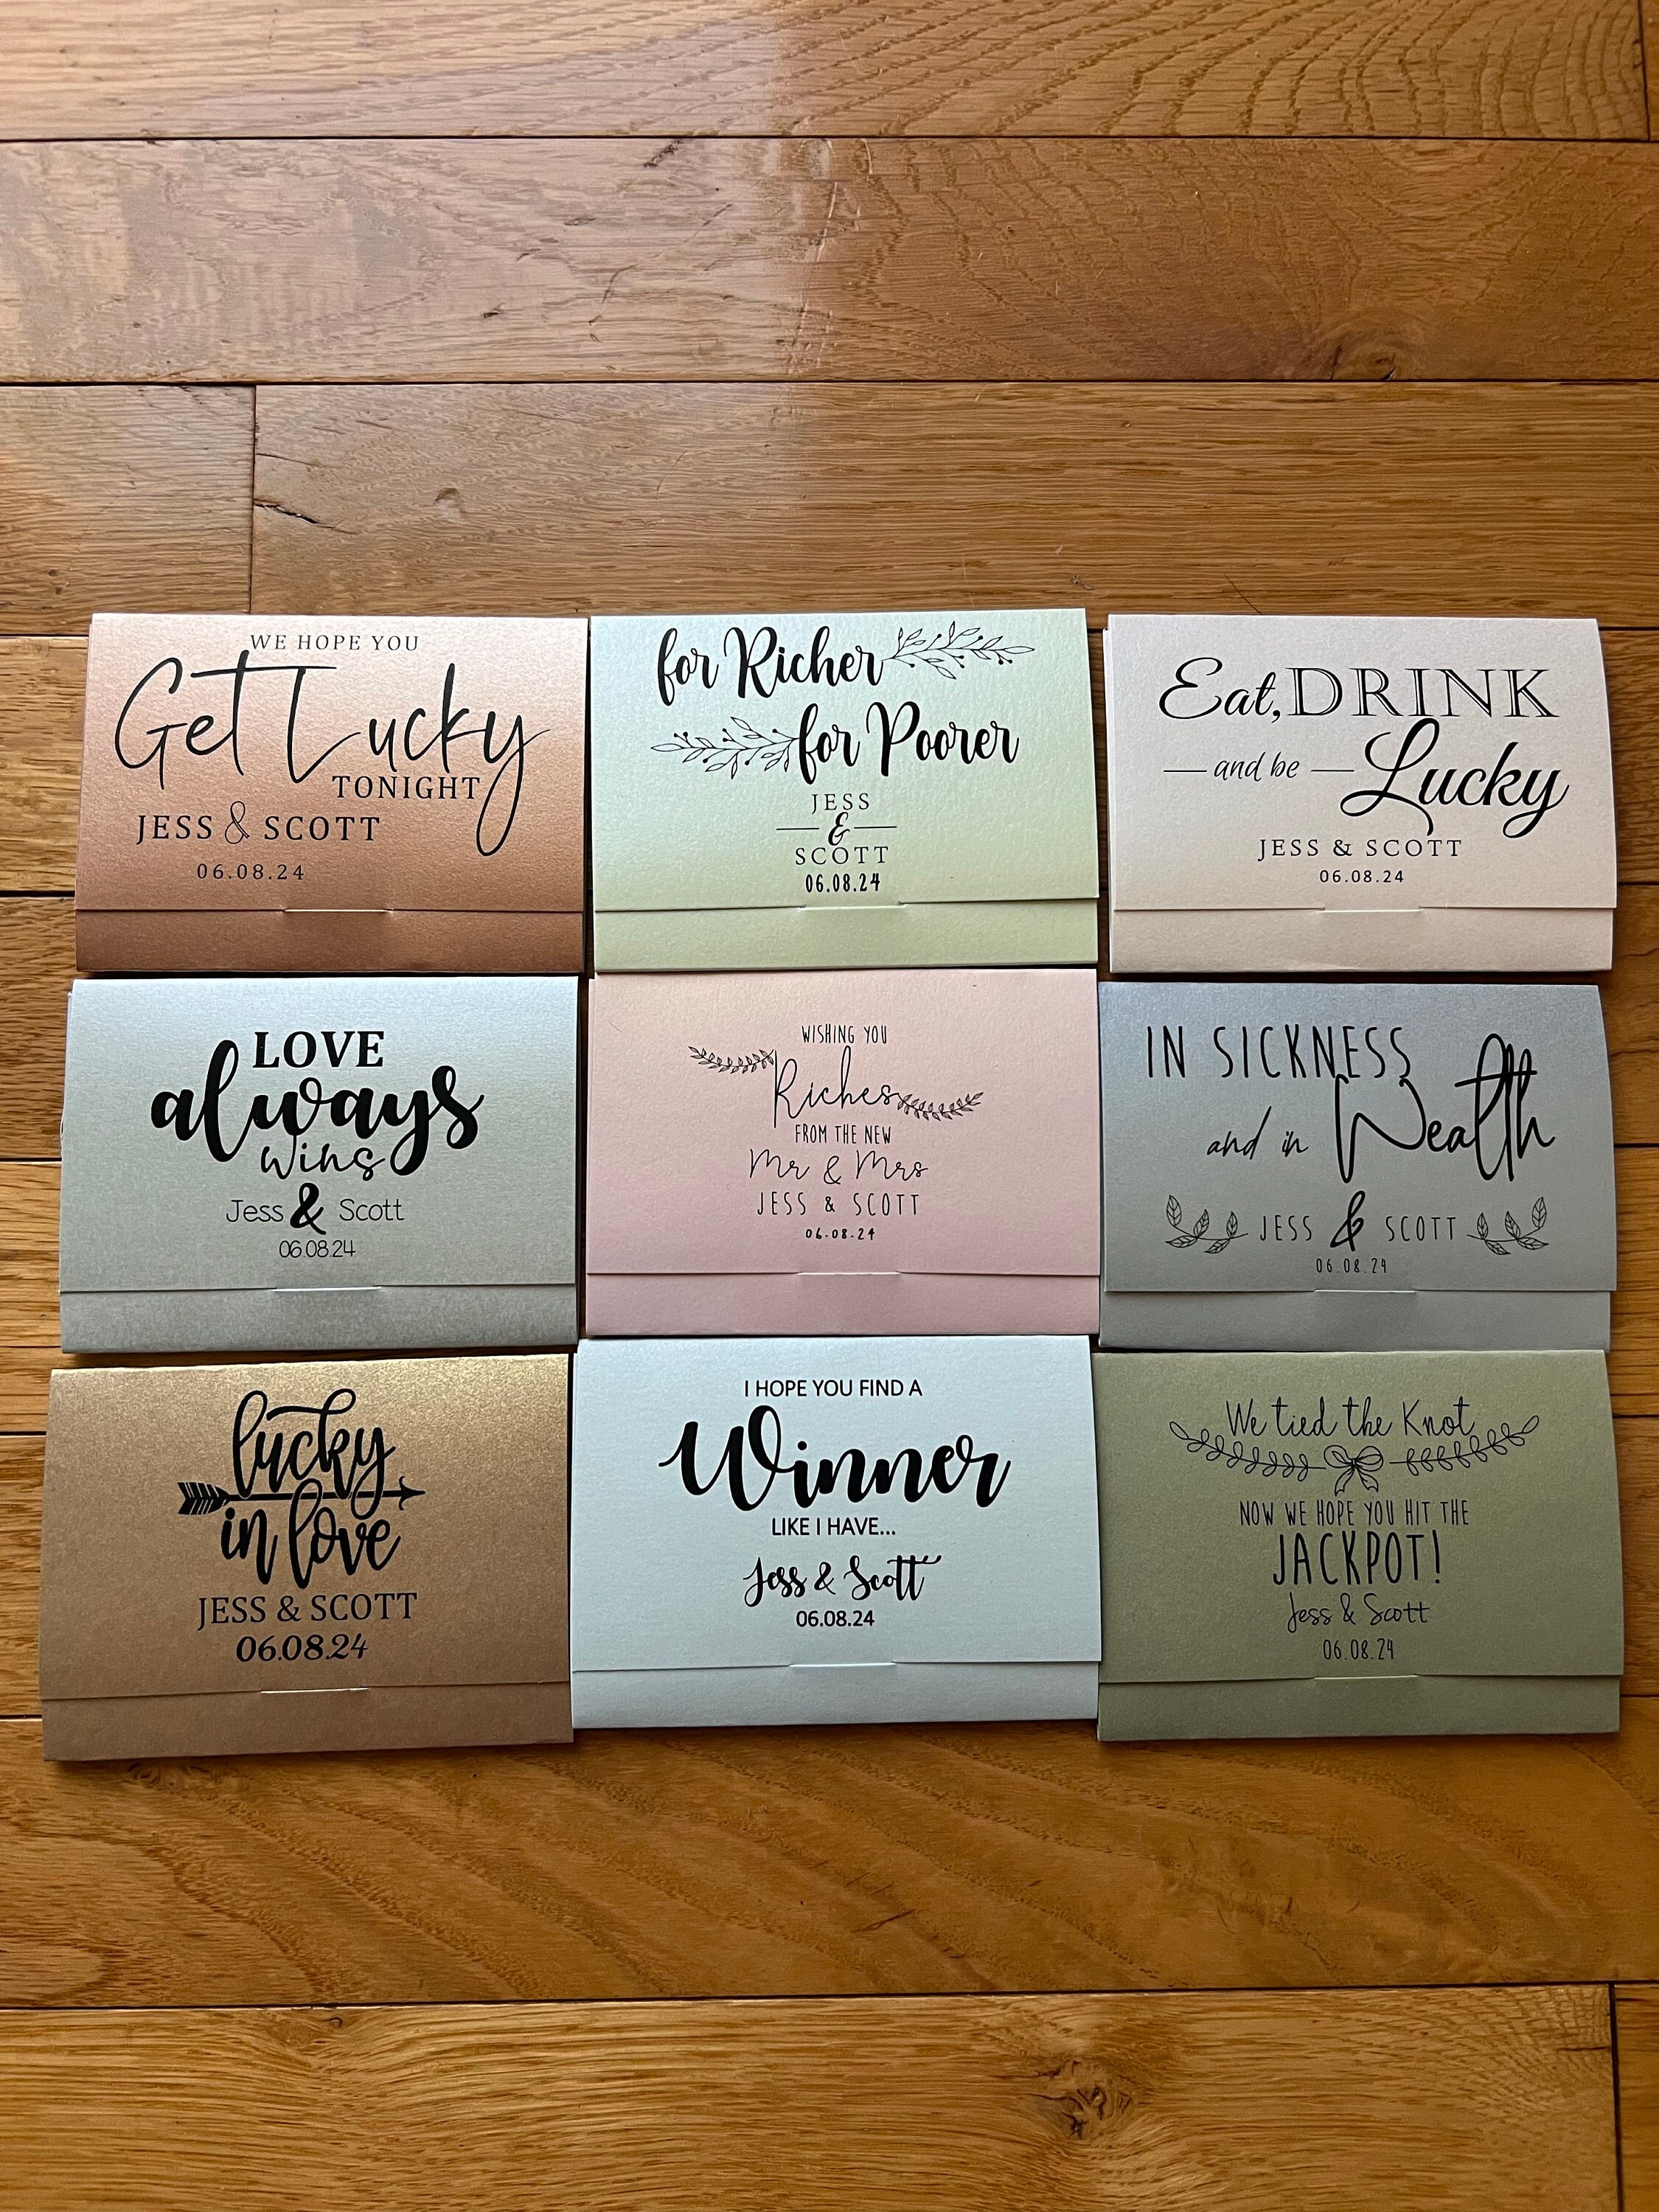 WE HOPE YOU
Get Lucky
TONIGHT
JESS & SCOTT
06.08.24
for Richer
for Poorer
JESS
&
SCOTT
06.08.24
Eat, DRINK
and be Lucky
JESS & SCOTT
06.08.24
LOVE
always
wins
Jess & Scott
06.08.24
WISHING YOU
Riches
FROM THE NEW
Mr & Mrs
JESS & SCOTT
06.08.24
IN SICKNESS
and in Wealth
JESS & SCOTT
06.08.24
lucky
in love
JESS & SCOTT
06.08.24
I HOPE YOU FIND A
Winner
LIKE I HAVE...
Jess & Scott
06.08.24
We tied the Knot
NOW WE HOPE YOU HIT THE
JACKPOT!
Jess & Scott
06.08.24